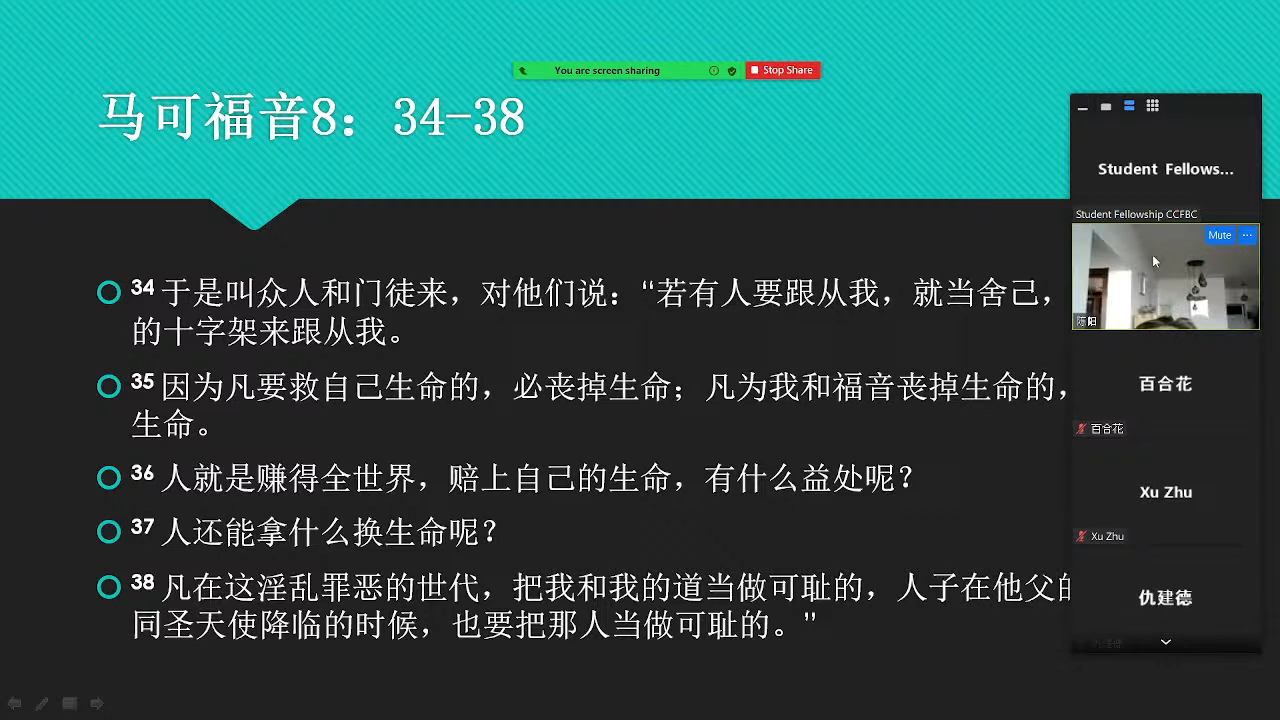 You are screen sharing
Stop Share
马可福音8：34-38
34 于是叫众人和门徒来，对他们说：“若有人要跟从我，就当舍己，
的十字架来跟从我。
35 因为凡要救自己生命的，必丧掉生命；凡为我和福音丧掉生命的，
生命。
36 人就是赚得全世界，赔上自己的生命，有什么益处呢？
37 人还能拿什么换生命呢？
38 凡在这淫乱罪恶的世代，把我和我的道当做可耻的，人子在他父的
同圣天使降临的时候，也要把那人当做可耻的。”
Student Fellows...
Student Fellowship CCFBC
Mute
陈阳
百合花
百合花
Xu Zhu
Xu Zhu
仇建德